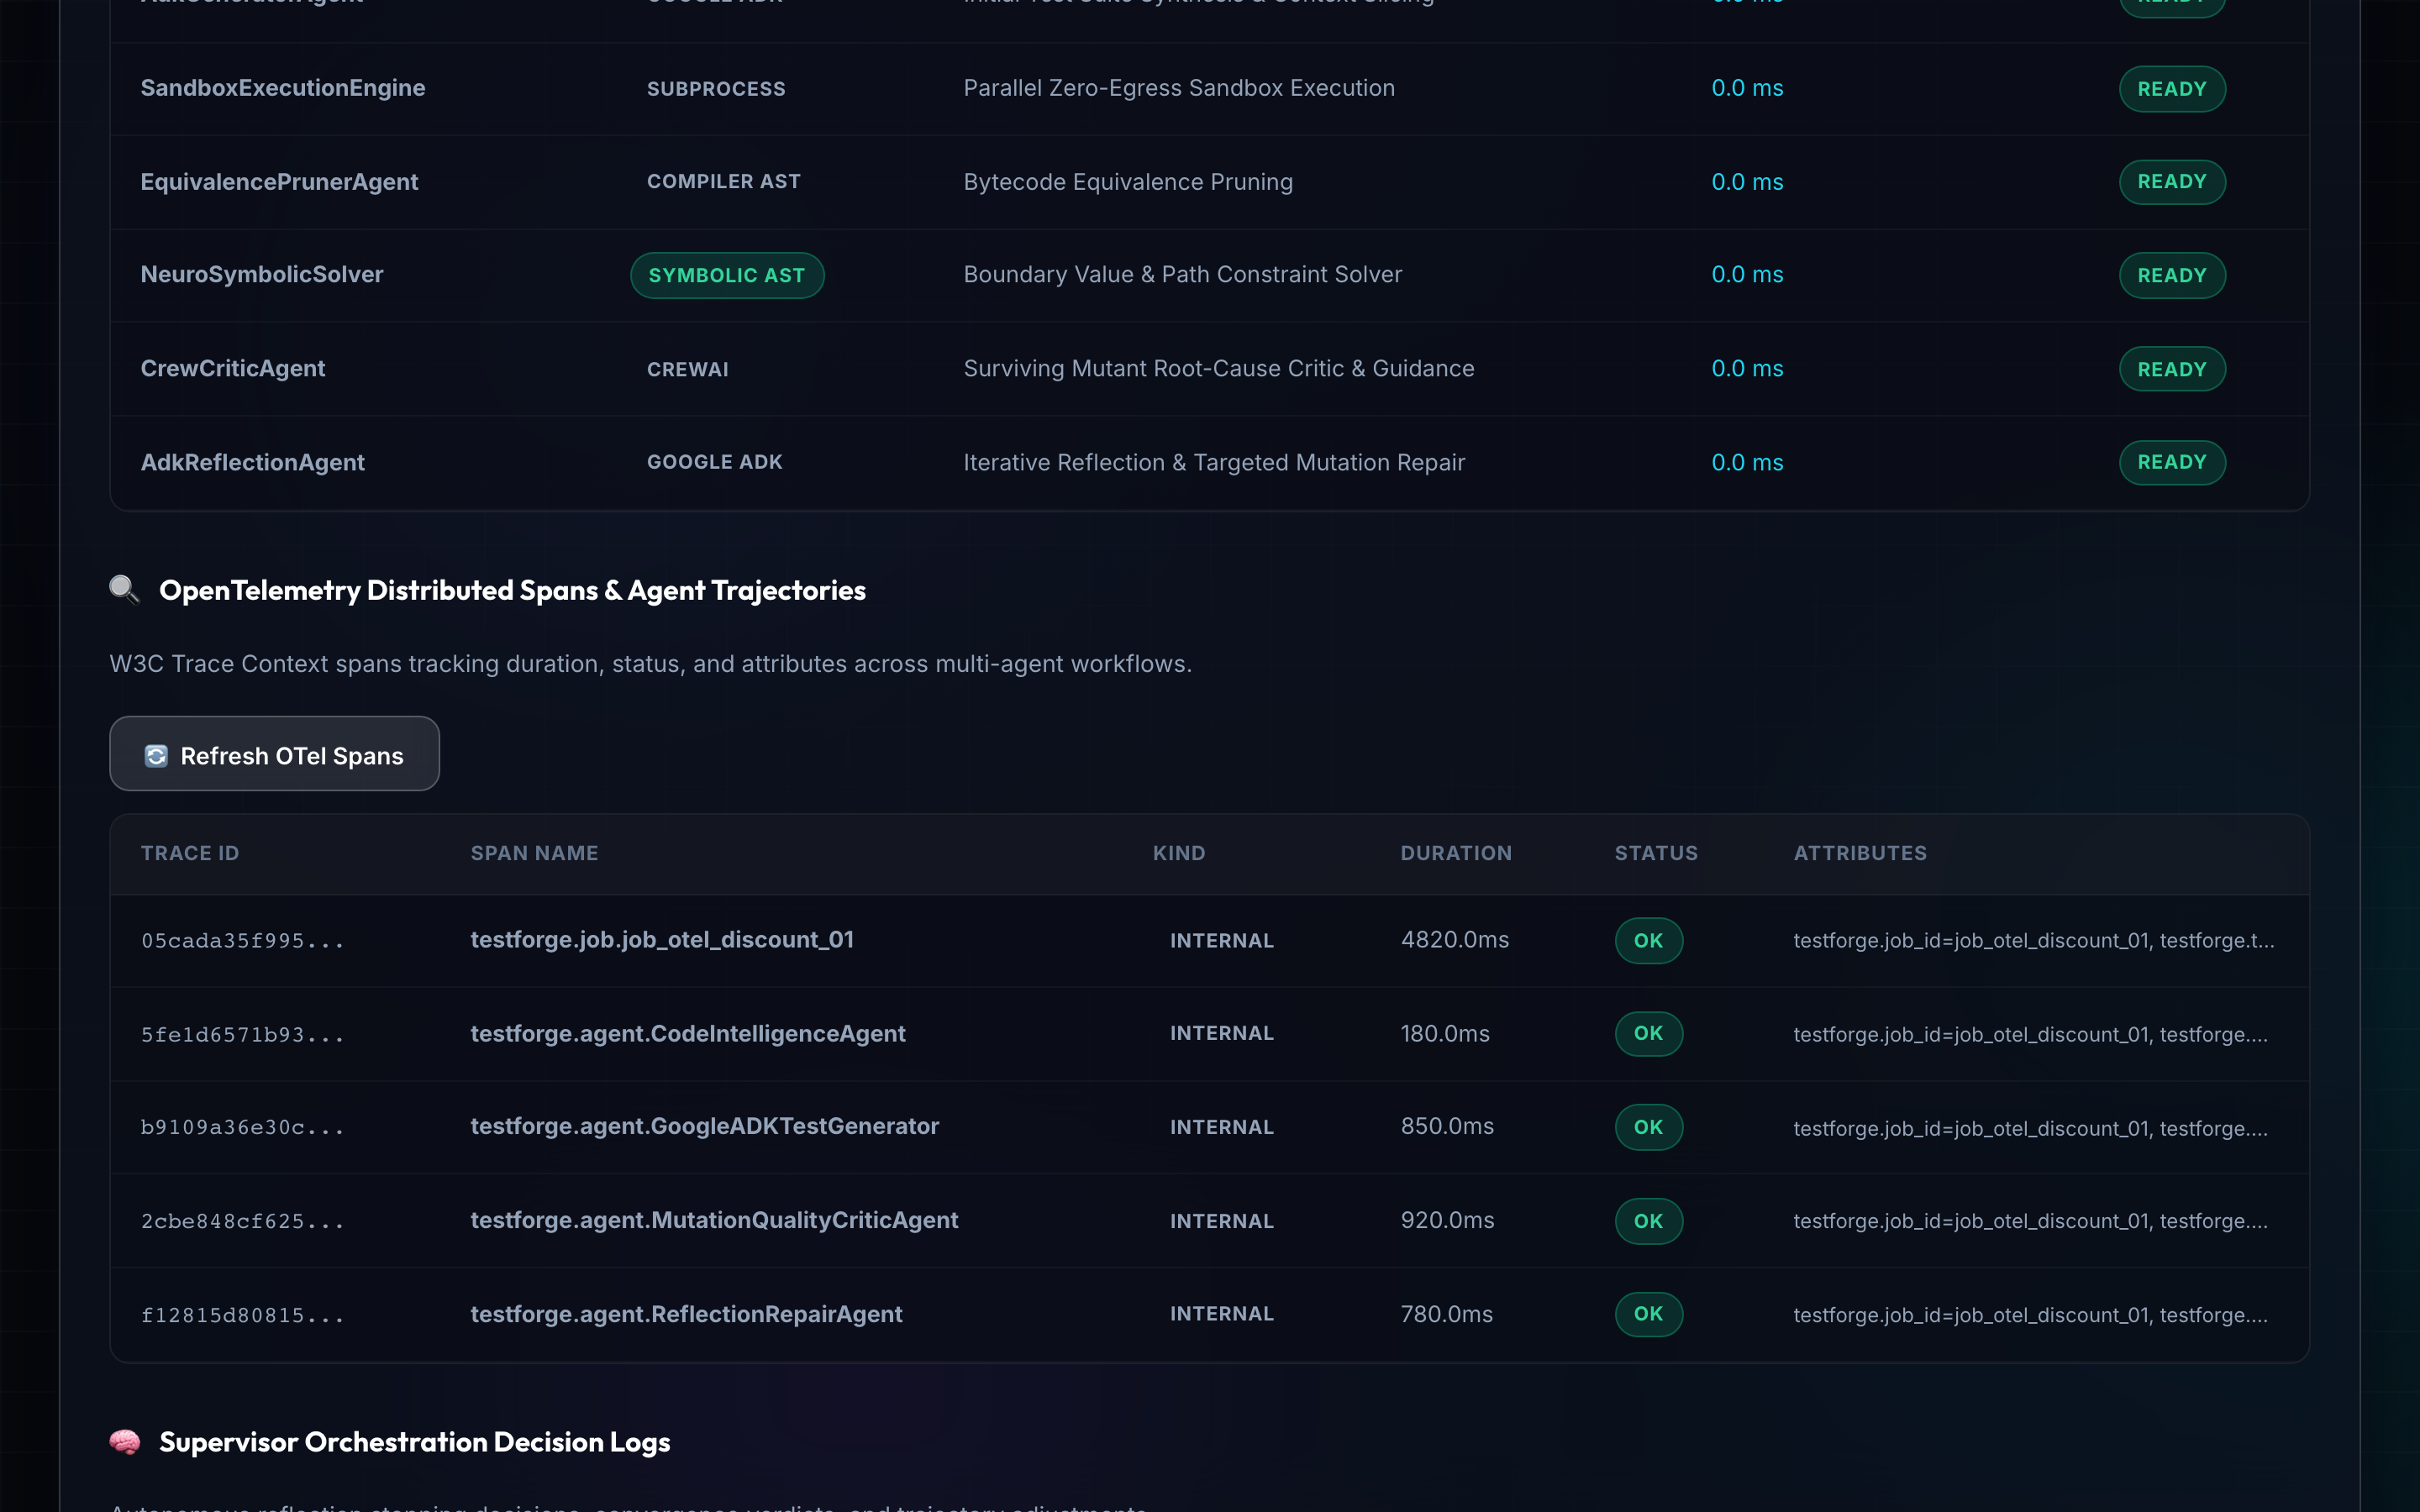 SandboxExecutionEngine SUBPROCESS Parallel Zero-Egress Sandbox Execution 0.0 ms READY
EquivalencePrunerAgent COMPILER AST Bytecode Equivalence Pruning 0.0 ms READY
NeuroSymbolicSolver SYMBOLIC AST Boundary Value & Path Constraint Solver 0.0 ms READY
CrewCriticAgent CREWAI Surviving Mutant Root-Cause Critic & Guidance 0.0 ms READY
AdkReflectionAgent GOOGLE ADK Iterative Reflection & Targeted Mutation Repair 0.0 ms READY
OpenTelemetry Distributed Spans & Agent Trajectories
W3C Trace Context spans tracking duration, status, and attributes across multi-agent workflows.
Refresh OTel Spans
TRACE ID SPAN NAME KIND DURATION STATUS ATTRIBUTES
05cada35f995... testforge.job.job_otel_discount_01 INTERNAL 4820.0ms OK testforge.job_id=job_otel_discount_01, testforge.t...
5fe1d6571b93... testforge.agent.CodeIntelligenceAgent INTERNAL 180.0ms OK testforge.job_id=job_otel_discount_01, testforge....
b9109a36e30c... testforge.agent.GoogleADKTestGenerator INTERNAL 850.0ms OK testforge.job_id=job_otel_discount_01, testforge....
2cbe848cf625... testforge.agent.MutationQualityCriticAgent INTERNAL 920.0ms OK testforge.job_id=job_otel_discount_01, testforge....
f12815d80815... testforge.agent.ReflectionRepairAgent INTERNAL 780.0ms OK testforge.job_id=job_otel_discount_01, testforge....
Supervisor Orchestration Decision Logs